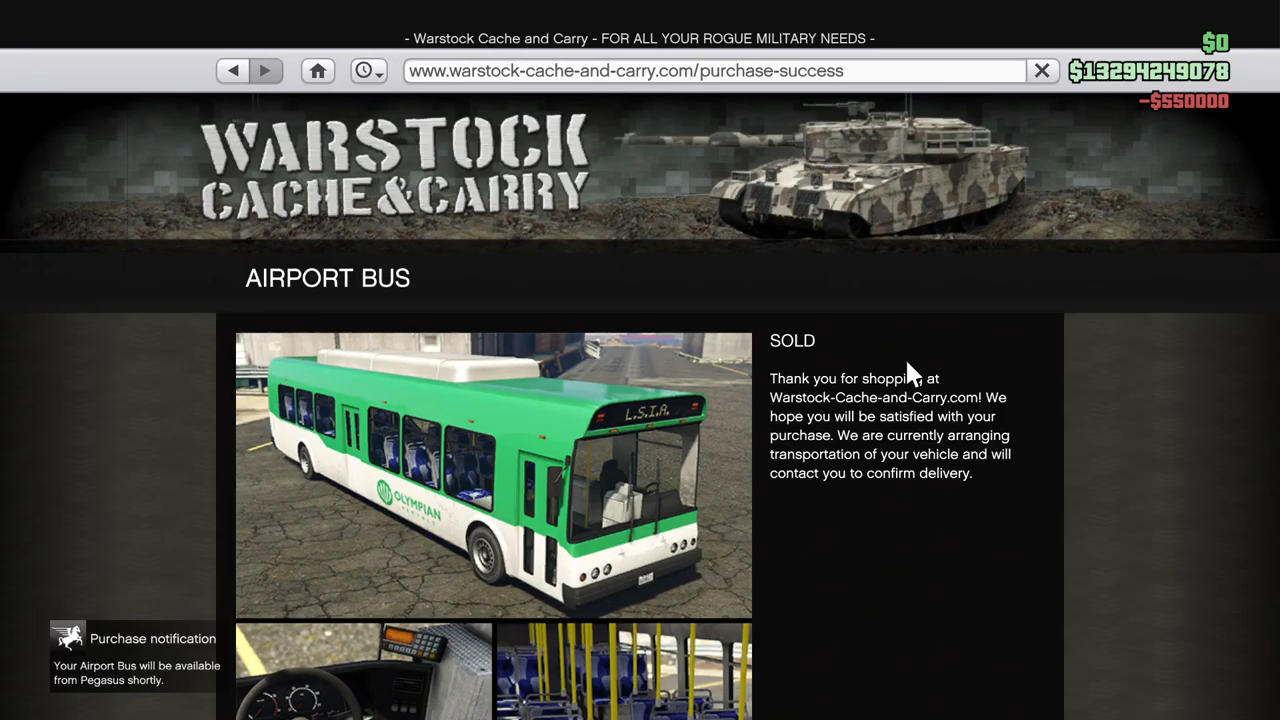 - Warstock Cache and Carry - FOR ALL YOUR ROGUE MILITARY NEEDS -
$0
www.warstock-cache-and-carry.com/purchase-success
$13294249078
-$550000
WARSTOCK
CACHE & CARRY
AIRPORT BUS
L.S.I.A.
OLYMPIAN
RENTALS
SOLD
Thank you for shopping at
Warstock-Cache-and-Carry.com! We
hope you will be satisfied with your
purchase. We are currently arranging
transportation of your vehicle and will
contact you to confirm delivery.
Purchase notification
Your Airport Bus will be available
from Pegasus shortly.